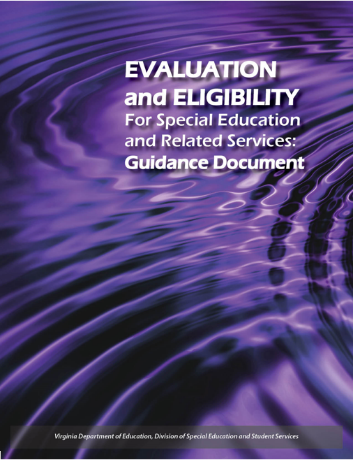 EVALUATION
and ELIGIBILITY
For Special Education
and Related Services:
Guidance Document
Virginia Department of Education, Division of Special Education and Student Services